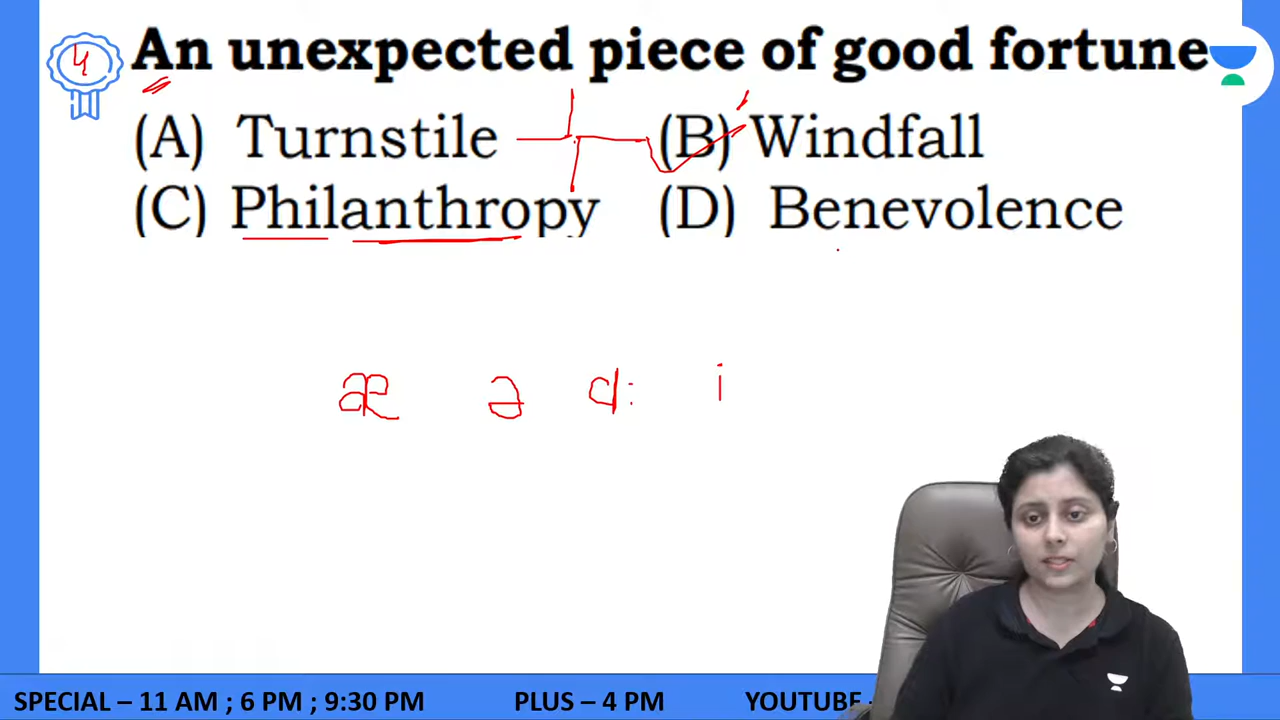 4
An unexpected piece of good fortune
(A) Turnstile (B) Windfall
(C) Philanthropy (D) Benevolence
æ ə ɑ: i
SPECIAL – 11 AM ; 6 PM ; 9:30 PM PLUS – 4 PM YOUTUBE -